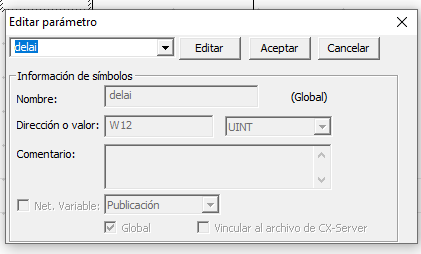 Editar parámetro
delai
Editar
Aceptar
Cancelar
Información de símbolos
Nombre:
delai
(Global)
Dirección o valor:
W12
UINT
Comentario:
Net. Variable:
Publicación
Global
Vincular al archivo de CX-Server